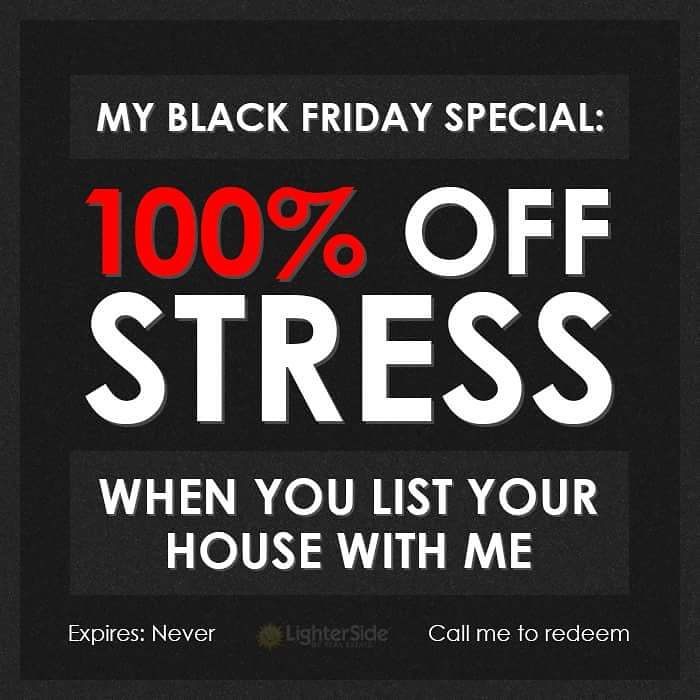 MY BLACK FRIDAY SPECIAL:
100% OFF
STRESS
WHEN YOU LIST YOUR
HOUSE WITH ME
Expires: Never
LighterSide
Call me to redeem